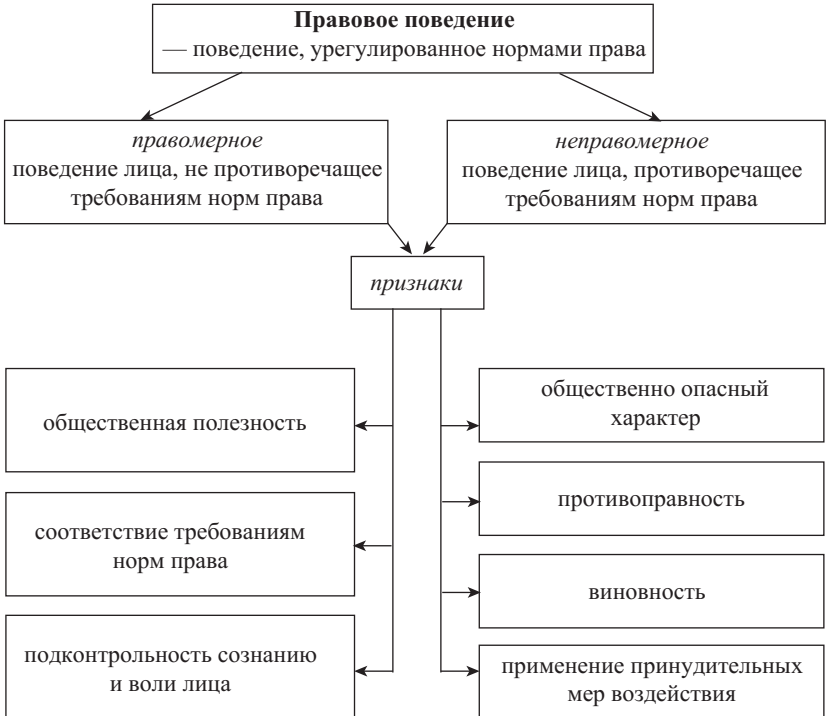 Правовое поведение
— поведение, урегулированное нормами права
правомерное
поведение лица, не противоречащее
требованиям норм права
неправомерное
поведение лица, противоречащее
требованиям норм права
признаки
общественная полезность
соответствие требованиям
норм права
подконтрольность сознанию
и воли лица
общественно опасный
характер
противоправность
виновность
применение принудительных
мер воздействия